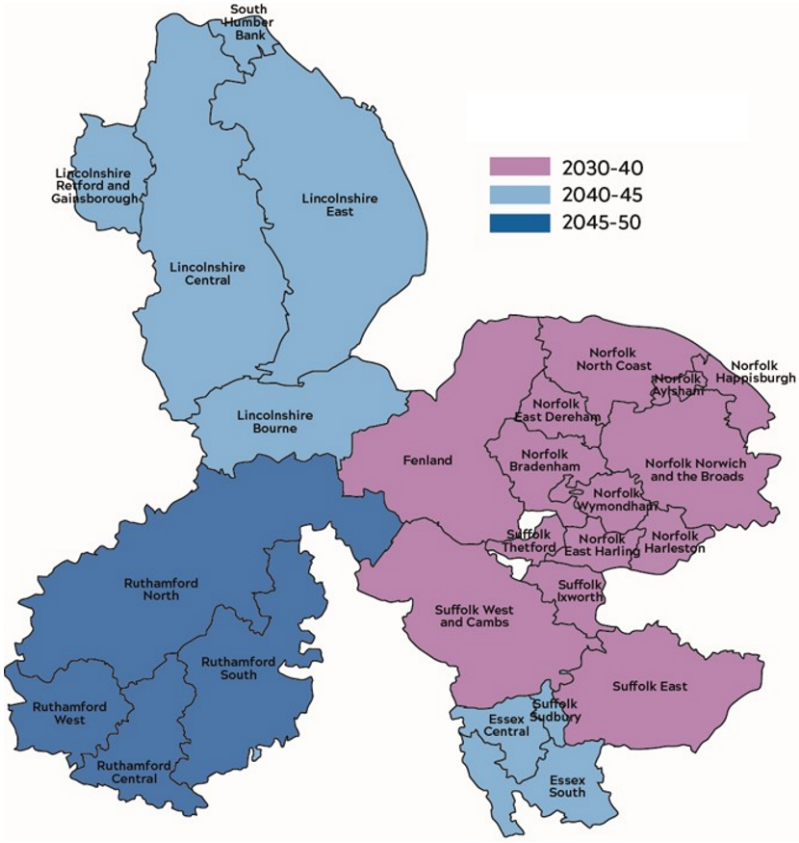 South
Humber
Bank
2030-40
2040-45
2045-50
Lincolnshire
Retford and
Gainsborough
Lincolnshire
East
Lincolnshire
Central
Norfolk
North Coast
Norfolk
Happisburgh
Norfolk
Aylsham
Norfolk
East Dereham
Lincolnshire
Bourne
Fenland
Norfolk
Bradenham
Norfolk Norwich
and the Broads
Norfolk
Wymondham
Suffolk
Thetford
Norfolk
East Harling
Norfolk
Harleston
Ruthamford
North
Suffolk
Ixworth
Suffolk West
and Cambs
Ruthamford
South
Suffolk East
Ruthamford
West
Suffolk
Sudbury
Essex
Central
Ruthamford
Central
Essex
South